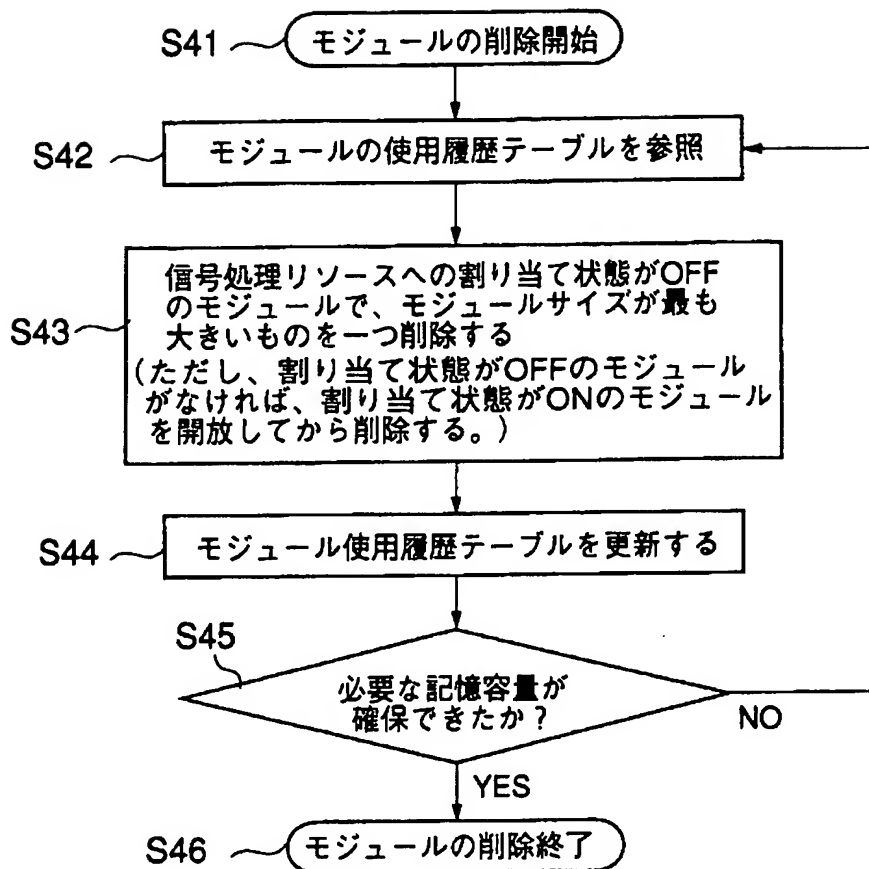 S41
モジュールの削除開始
S42
モジュールの使用履歴テーブルを参照
S43
信号処理リソースへの割り当て状態がOFF
のモジュールで、モジュールサイズが最も
大きいものを一つ削除する
(ただし、割り当て状態がOFFのモジュール
がなければ、割り当て状態がONのモジュール
を開放してから削除する。)
S44
モジュール使用履歴テーブルを更新する
S45
必要な記憶容量が
確保できたか？
NO
YES
S46
モジュールの削除終了